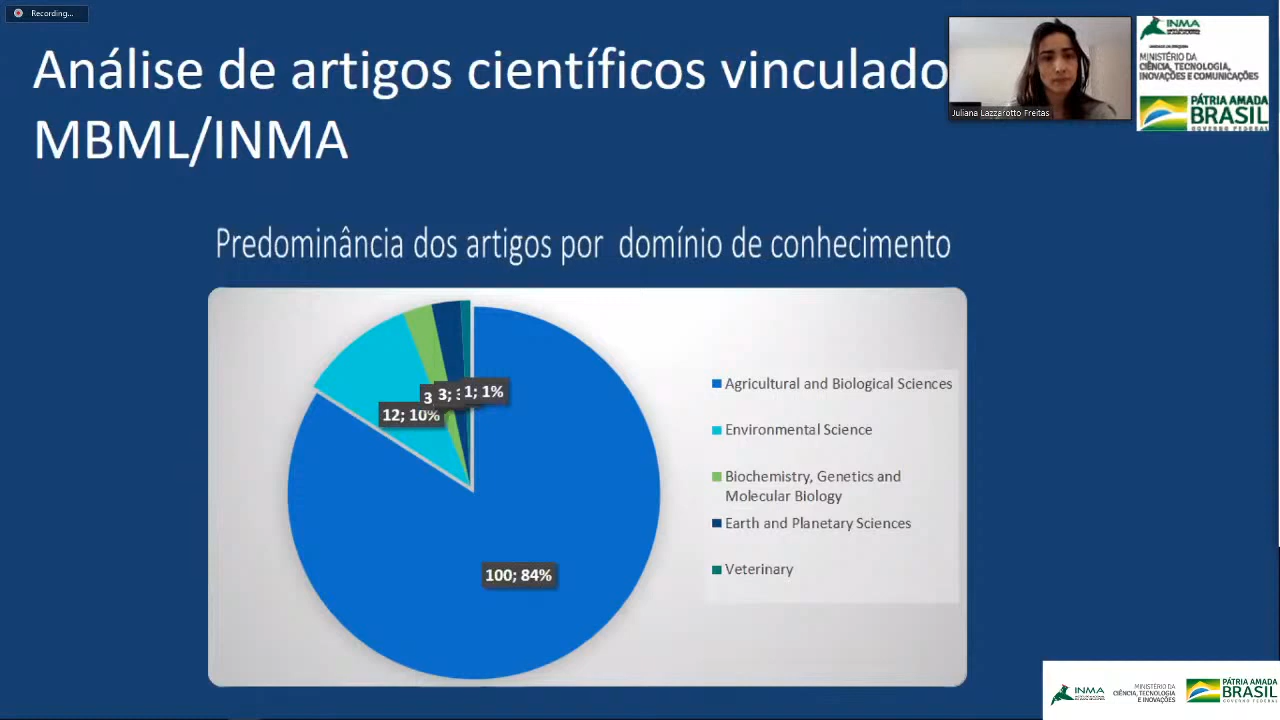 Recording...
Análise de artigos científicos vinculado
MBML/INMA
Juliana Lazzarotto Freitas
INMA
MINISTÉRIO DA
CIÊNCIA, TECNOLOGIA,
INOVAÇÕES E COMUNICAÇÕES
PÁTRIA AMADA
BRASIL
GOVERNO FEDERAL
Predominância dos artigos por domínio de conhecimento
3
3;
1; 1%
12; 10%
100; 84%
Agricultural and Biological Sciences
Environmental Science
Biochemistry, Genetics and
Molecular Biology
Earth and Planetary Sciences
Veterinary
INMA
MINISTÉRIO DA
CIÊNCIA, TECNOLOGIA
E INOVAÇÕES
PÁTRIA AMADA
BRASIL
GOVERNO FEDERAL